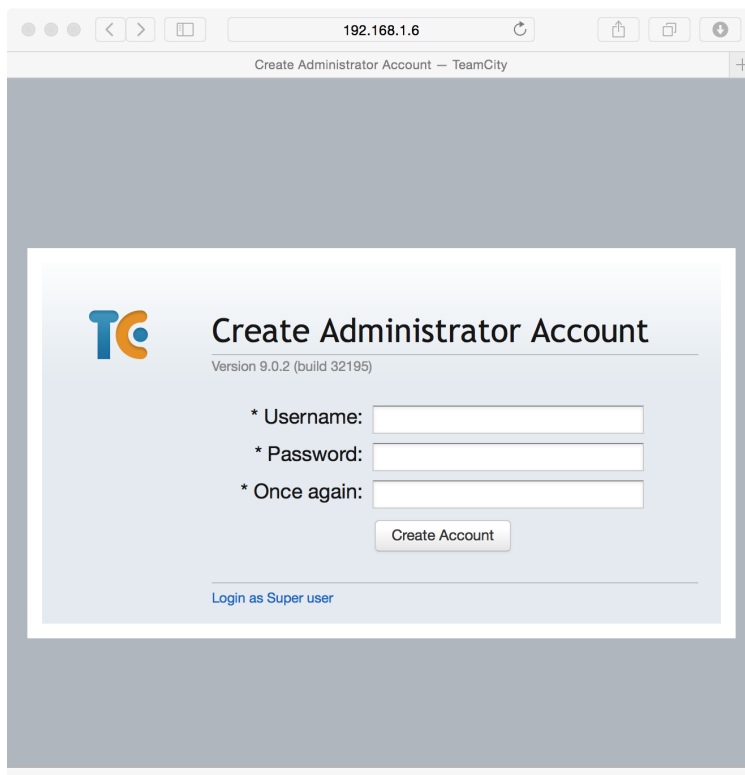 192.168.1.6
Create Administrator Account — TeamCity
TC
Create Administrator Account
Version 9.0.2 (build 32195)
* Username:
* Password:
* Once again:
Create Account
Login as Super user